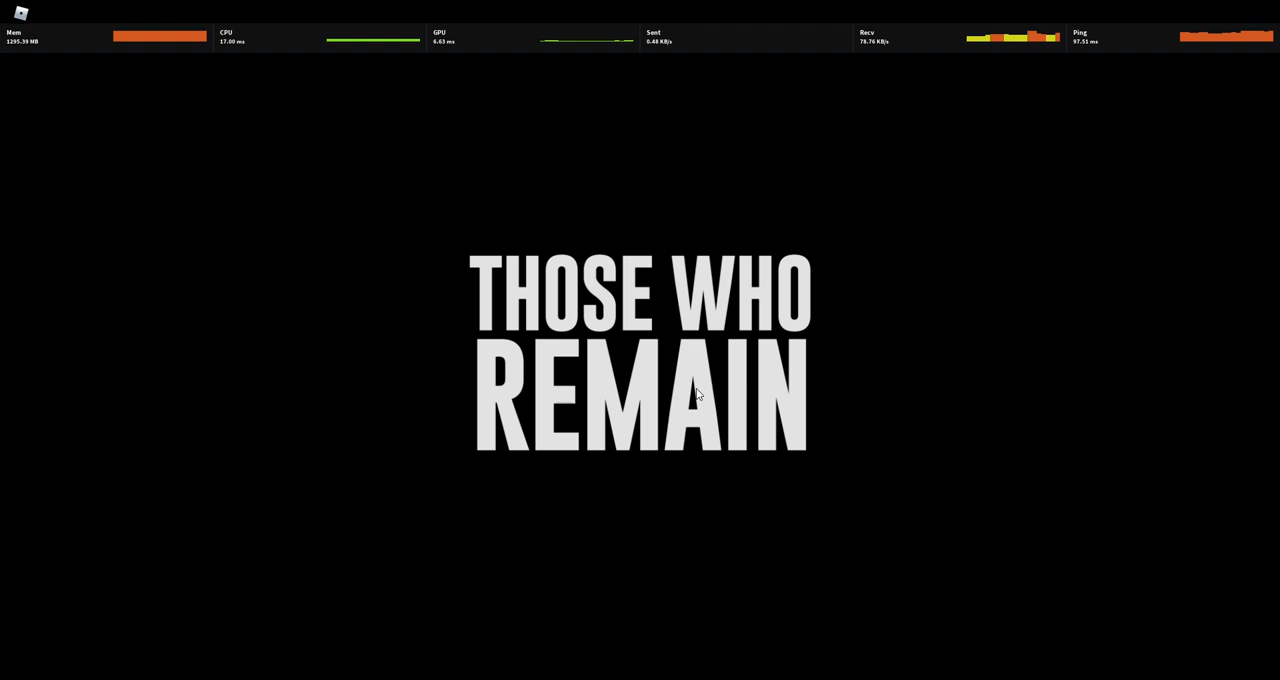 Mem
1295.39 MB
CPU
17.00 ms
GPU
6.63 ms
Sent
0.48 KB/s
Recv
78.76 KB/s
Ping
97.51 ms
THOSE WHO
REMAIN